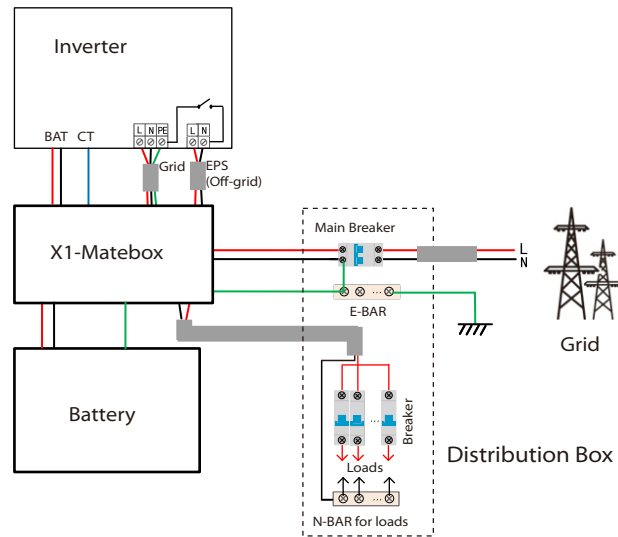 Inverter
BAT CT
L N PE
L N
Grid
EPS
(Off-grid)
X1-Matebox
Main Breaker
L
N
...
E-BAR
Grid
Battery
...
Breaker
Loads
Distribution Box
...
N-BAR for loads